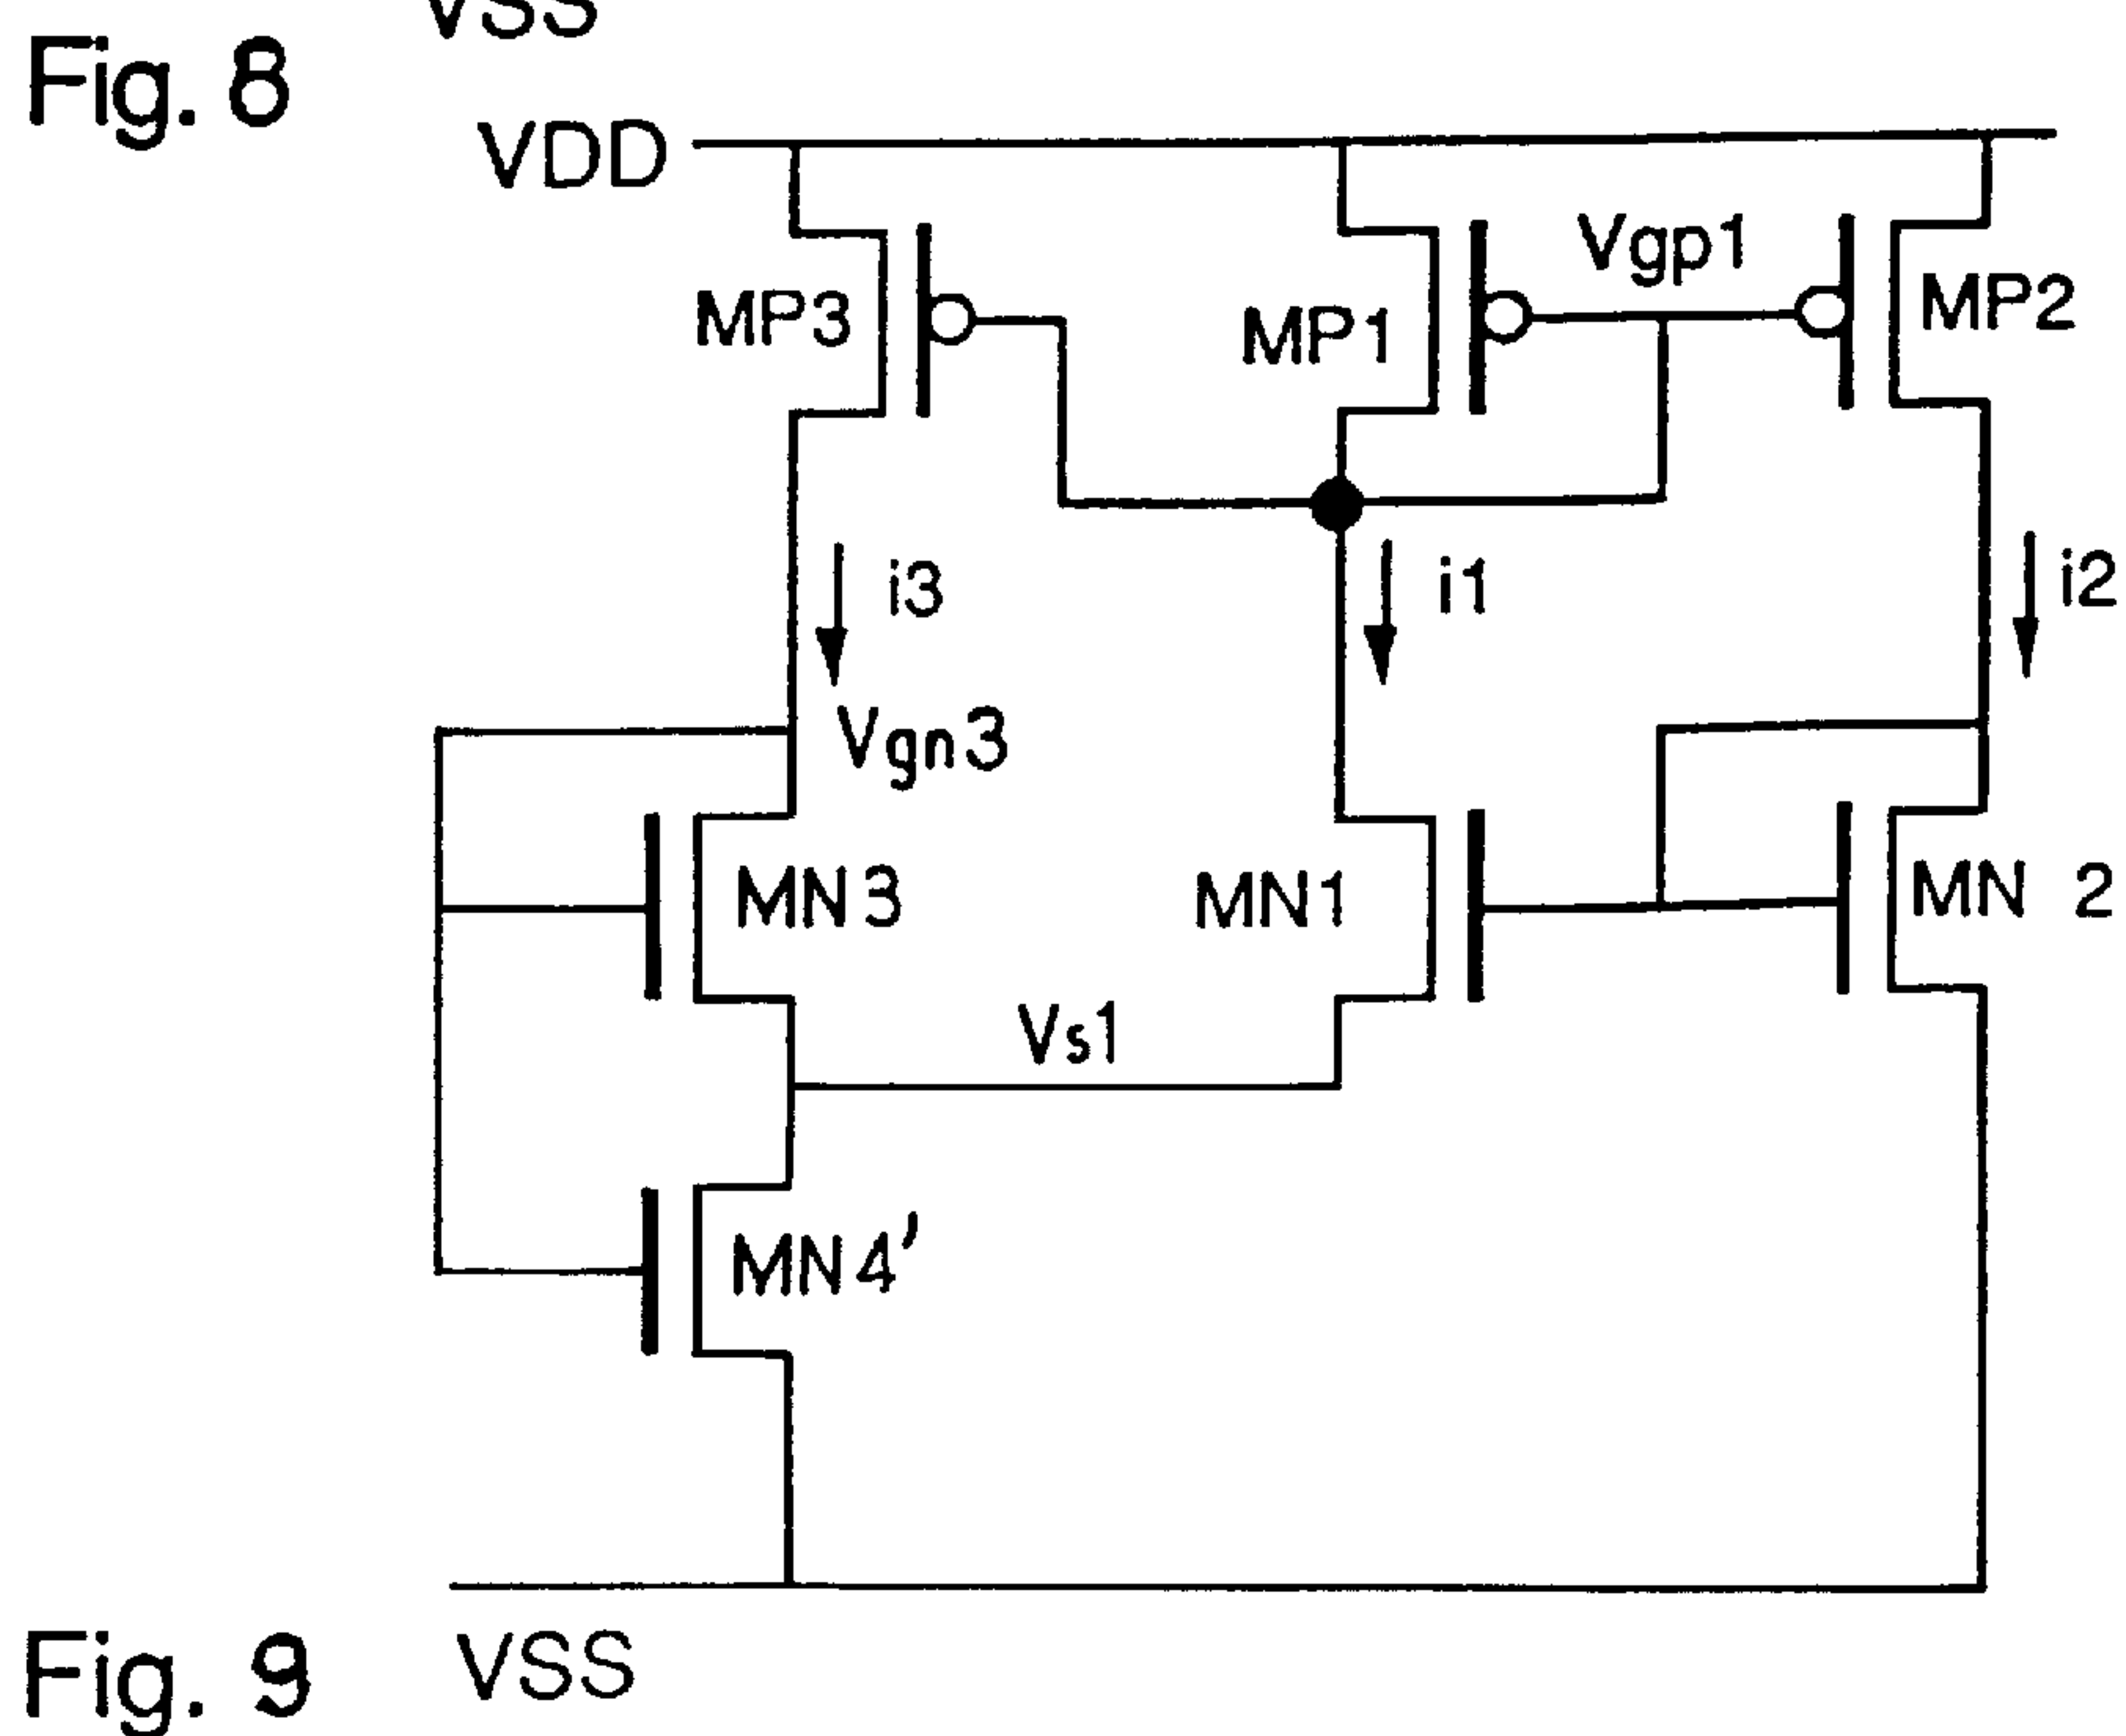 VSS
Fig. 8
VDD
Vgp1
MP3
MP1
MP2
i3
i1
i2
Vgn3
MN3
MN1
MN 2
Vs1
MN4'
VSS
Fig. 9